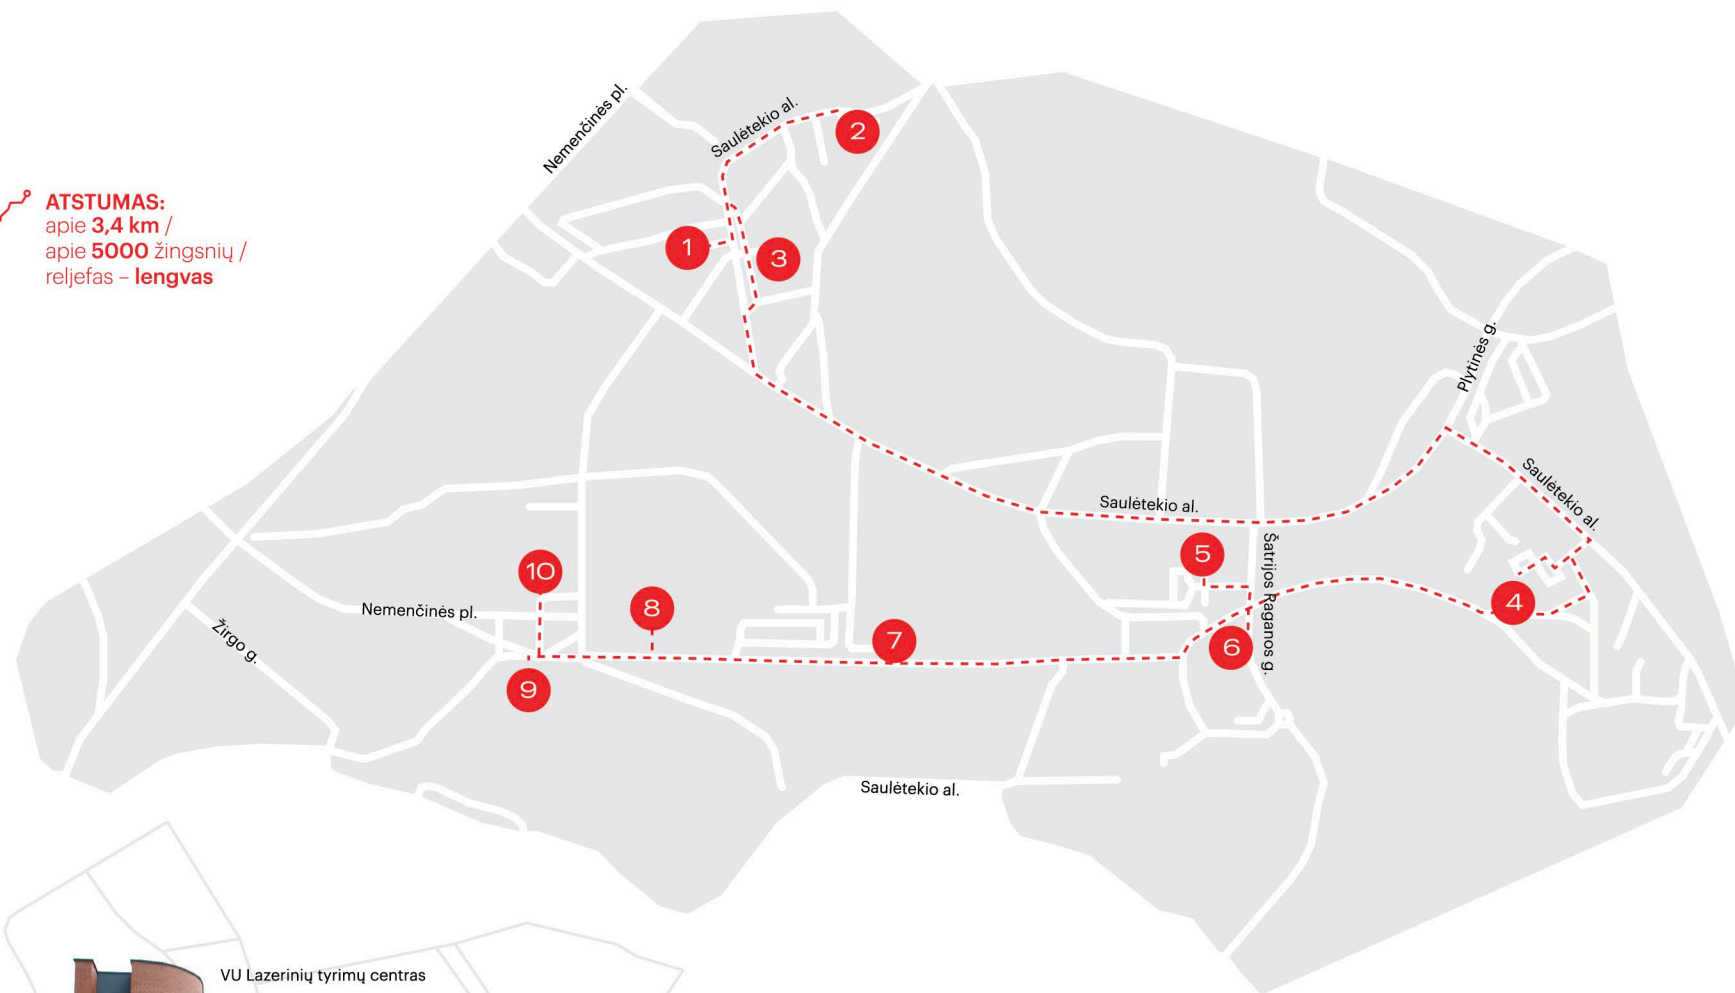 Nemenčinės pl.
Saulėtekio al.
2
ATSTUMAS:
apie 3,4 km /
apie 5000 žingsnių /
reljefas – lengvas
1
3
Plytinės g.
Saulėtekio al.
Saulėtekio al.
5
Šatrijos Raganos g.
10
8
4
Nemenčinės pl.
7
6
Žirgo g.
9
Saulėtekio al.
VU Lazerinių tyrimų centras